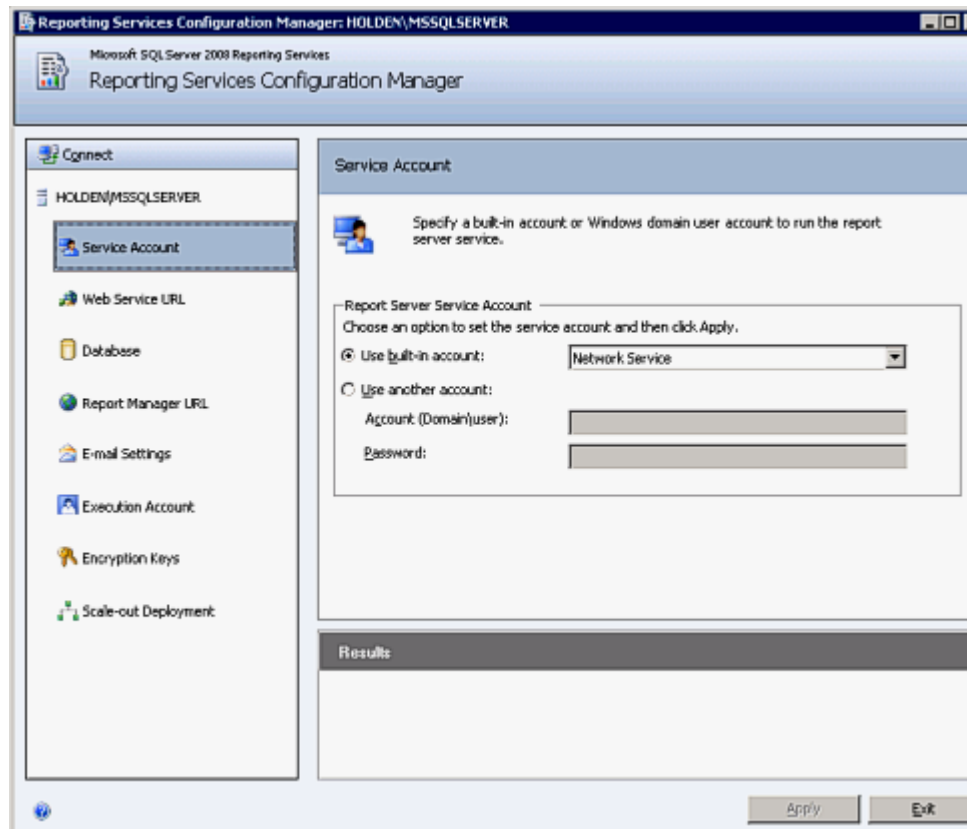 Reporting Services Configuration Manager: HOLDEN\MSSQLSERVER
Microsoft SQL Server 2008 Reporting Services
Reporting Services Configuration Manager
Connect
HOLDEN\MSSQLSERVER
Service Account
Web Service URL
Database
Report Manager URL
E-mail Settings
Execution Account
Encryption Keys
Scale-out Deployment
Service Account
Specify a built-in account or Windows domain user account to run the report
server service.
Report Server Service Account
Choose an option to set the service account and then click Apply.
Use built-in account:
Network Service
Use another account:
Account (Domain\user):
Password:
Results
Apply
Exit